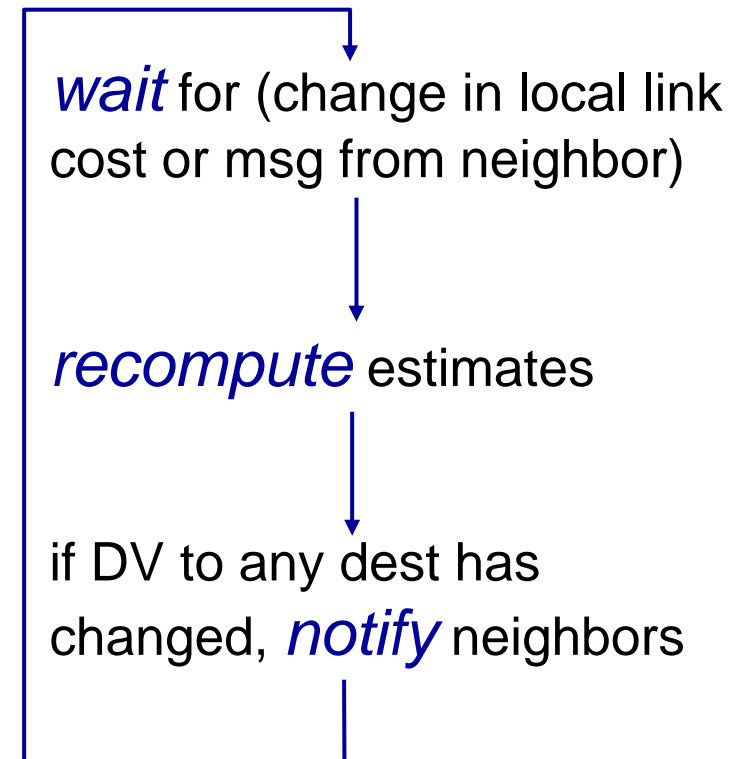 wait for (change in local link
cost or msg from neighbor)
recompute estimates
if DV to any dest has
changed, notify neighbors